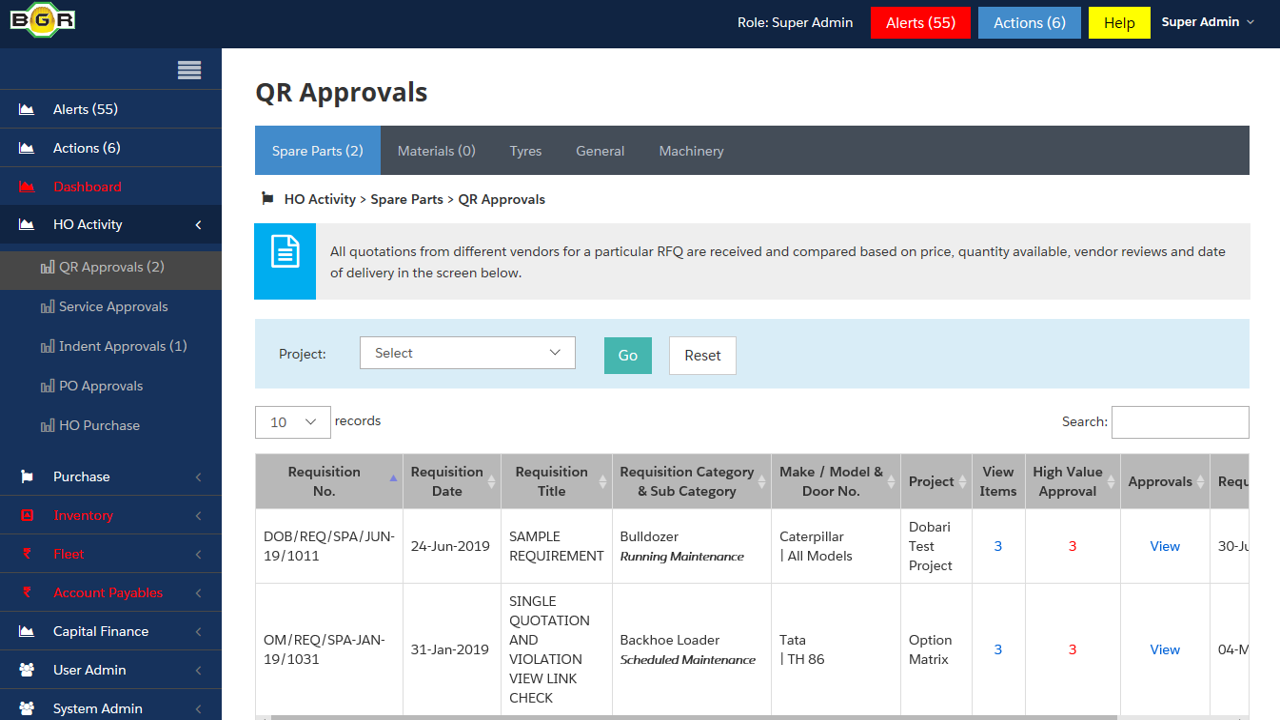 BGR
Role: Super Admin
Alerts (55)
Actions (6)
Help
Super Admin
Alerts (55)
Actions (6)
Dashboard
HO Activity
QR Approvals (2)
Service Approvals
Indent Approvals (1)
PO Approvals
HO Purchase
Purchase
Inventory
Fleet
Account Payables
Capital Finance
User Admin
System Admin
QR Approvals
Spare Parts (2)
Materials (0)
Tyres
General
Machinery
HO Activity > Spare Parts > QR Approvals
All quotations from different vendors for a particular RFQ are received and compared based on price, quantity available, vendor reviews and date
of delivery in the screen below.
Project:
Select
Go
Reset
10
records
Search:
Requisition
No.
Requisition
Date
Requisition
Title
Requisition Category
& Sub Category
Make / Model &
Door No.
Project
View
Items
High Value
Approval
Approvals
Requ
DOB/REQ/SPA/JUN-
19/1011
24-Jun-2019
SAMPLE
REQUIREMENT
Bulldozer
Running Maintenance
Caterpillar
| All Models
Dobari
Test
Project
3
3
View
30-Ju
OM/REQ/SPA-JAN-
19/1031
31-Jan-2019
SINGLE
QUOTATION
AND
VIOLATION
VIEW LINK
CHECK
Backhoe Loader
Scheduled Maintenance
Tata
| TH 86
Option
Matrix
3
3
View
04-M